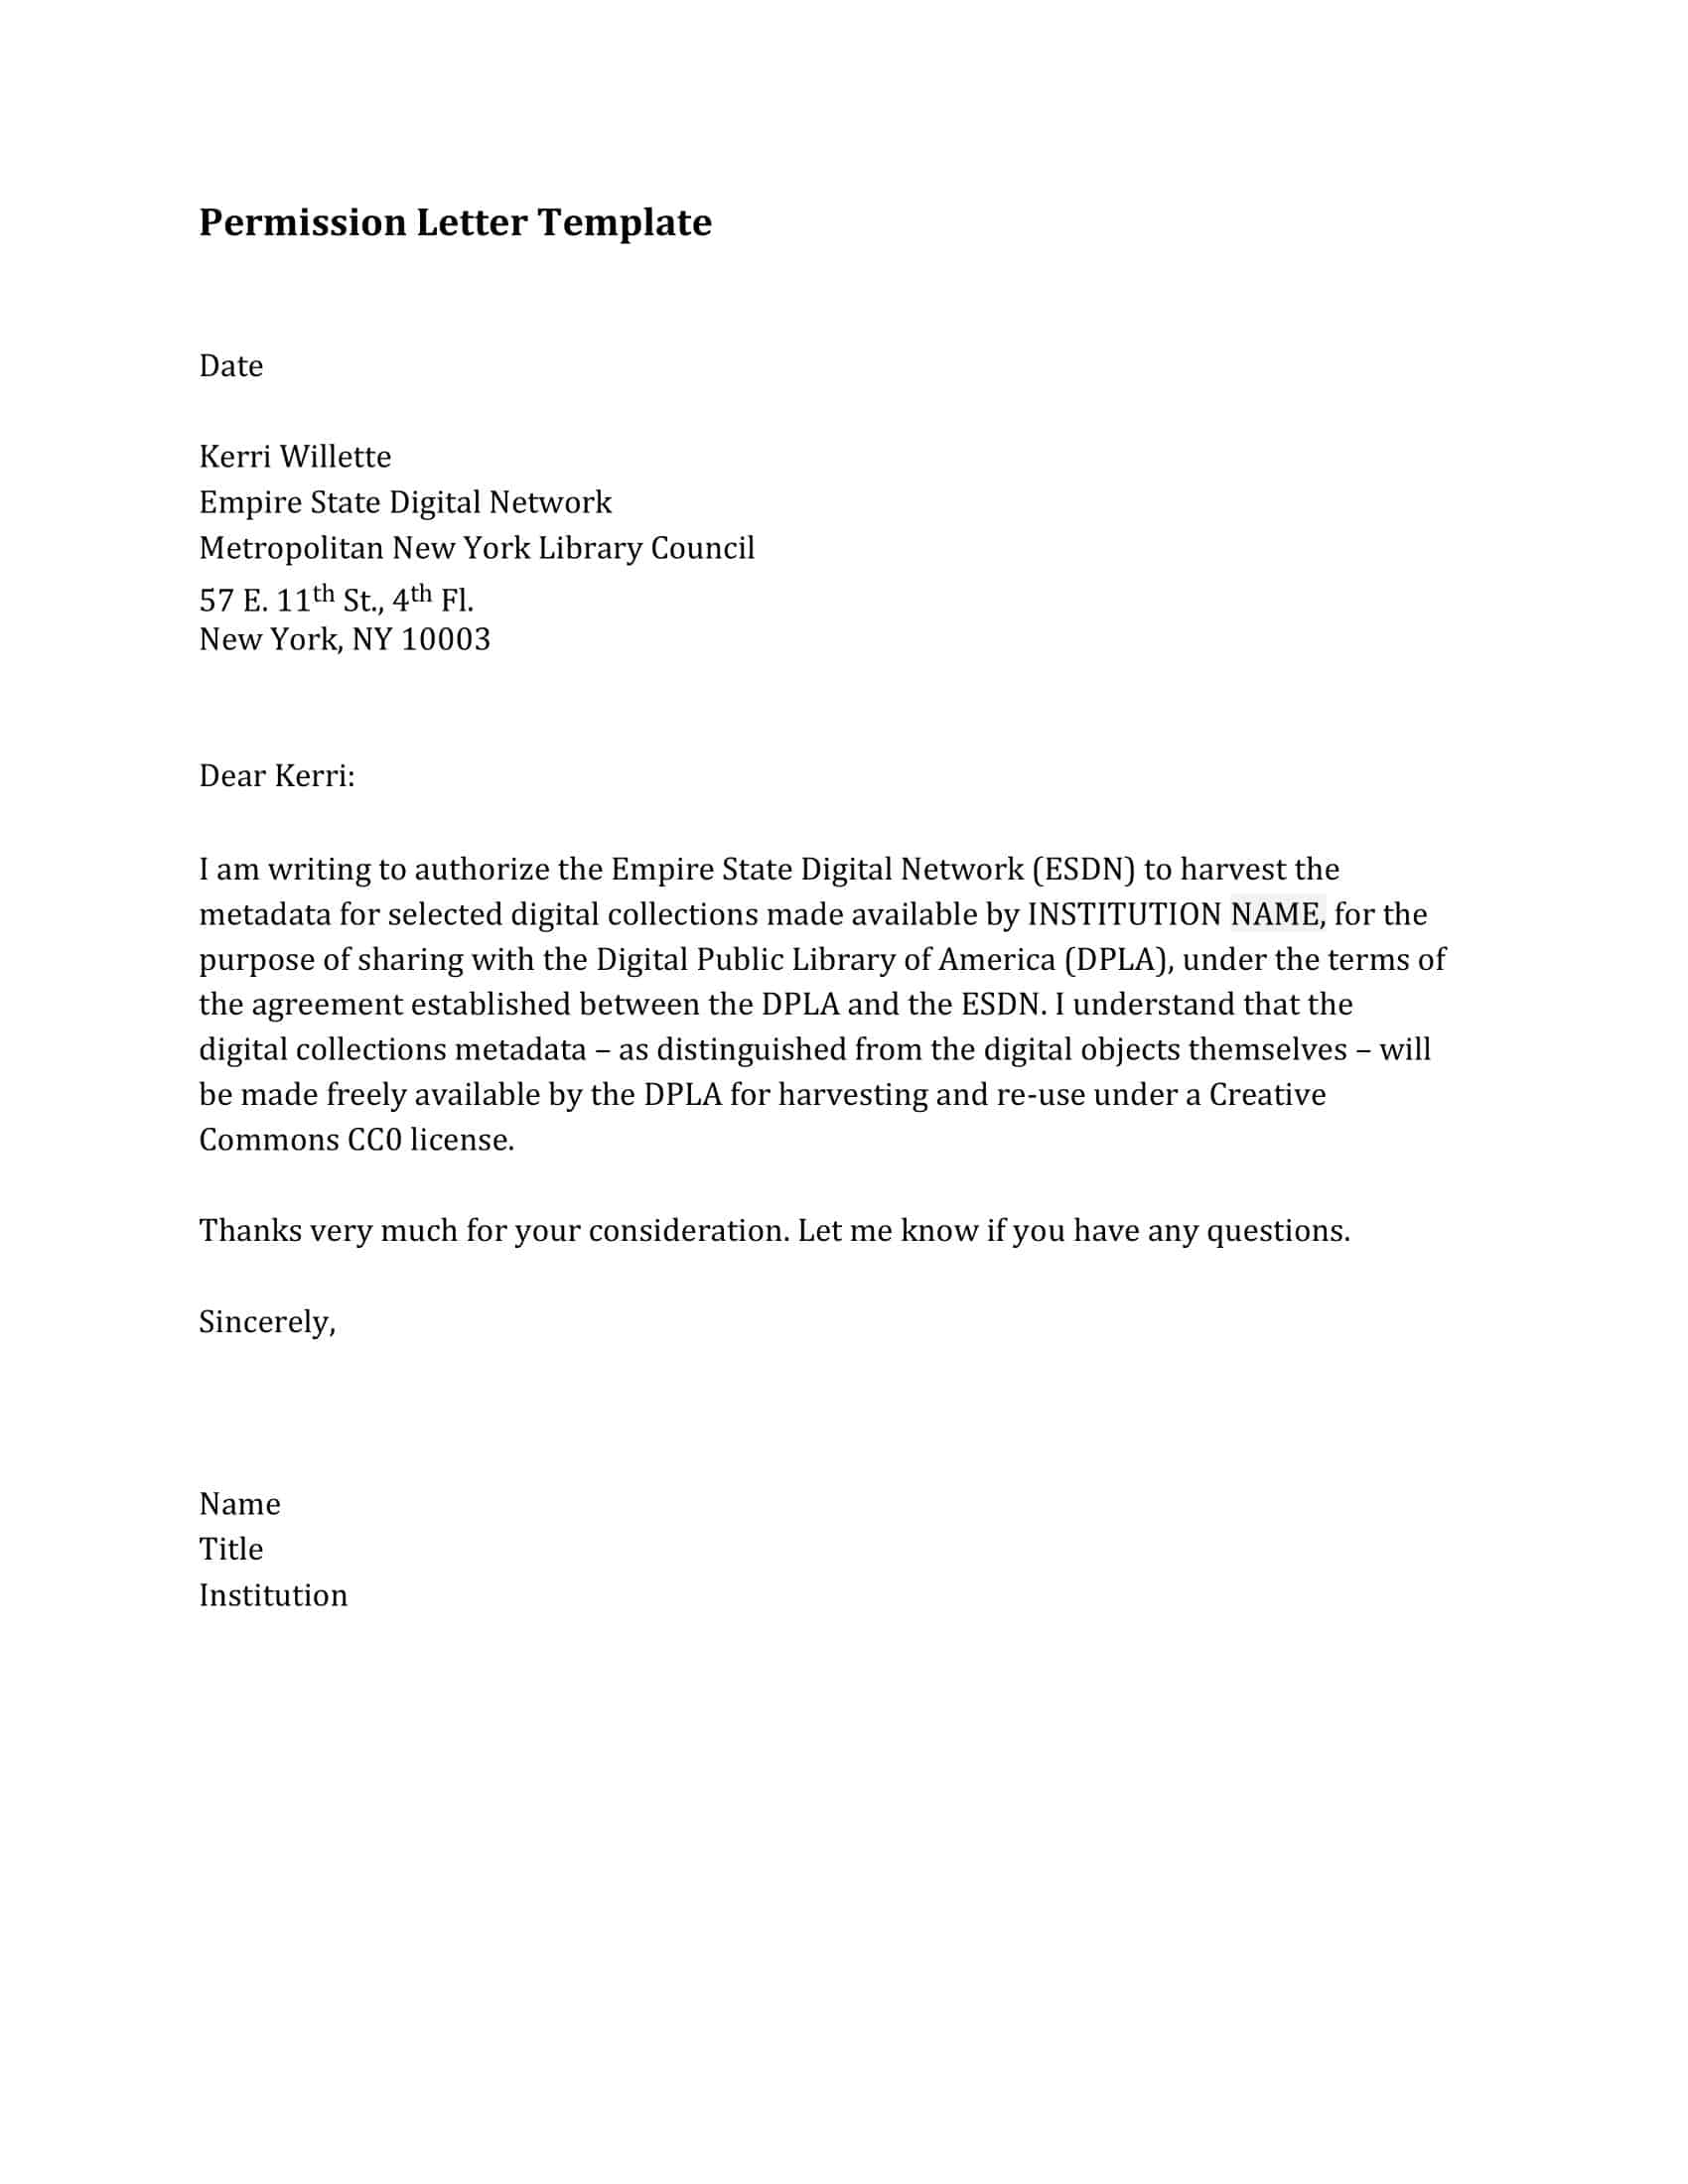 Permission Letter Template
Date
Kerri Willette
Empire State Digital Network
Metropolitan New York Library Council
57 E. 11th St., 4th Fl.
New York, NY 10003
Dear Kerri:
I am writing to authorize the Empire State Digital Network (ESDN) to harvest the
metadata for selected digital collections made available by INSTITUTION NAME, for the
purpose of sharing with the Digital Public Library of America (DPLA), under the terms of
the agreement established between the DPLA and the ESDN. I understand that the
digital collections metadata – as distinguished from the digital objects themselves – will
be made freely available by the DPLA for harvesting and re-use under a Creative
Commons CC0 license.
Thanks very much for your consideration. Let me know if you have any questions.
Sincerely,
Name
Title
Institution